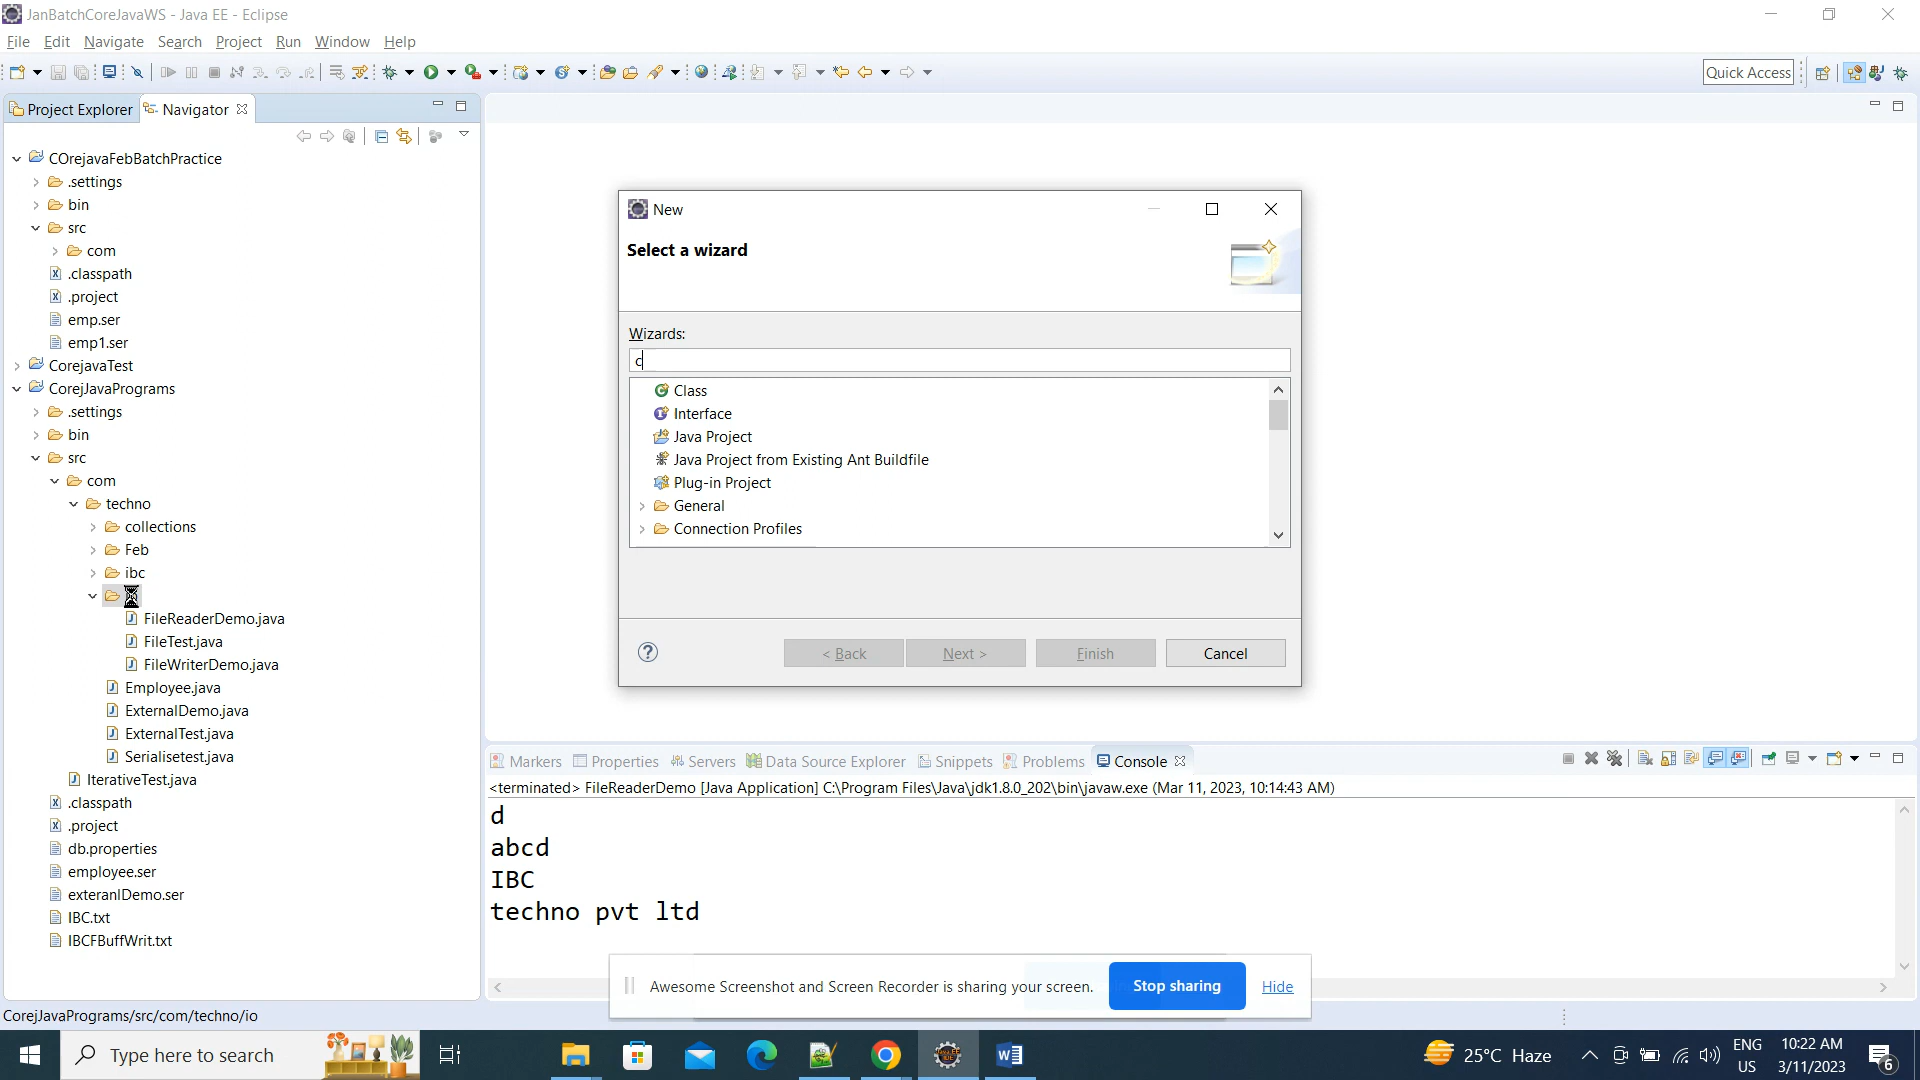 JanBatchCoreJavaWS - Java EE - Eclipse
File Edit Navigate Search Project Run Window Help
Quick Access
Project Explorer Navigator
COrejavaFebBatchPractice
.settings
bin
src
com
.classpath
.project
emp.ser
emp1.ser
CorejavaTest
CorejJavaPrograms
.settings
bin
src
com
techno
collections
Feb
ibc
FileReaderDemo.java
FileTest.java
FileWriterDemo.java
Employee.java
ExternalDemo.java
ExternalTest.java
Serialisetest.java
IterativeTest.java
.classpath
.project
db.properties
employee.ser
exteranlDemo.ser
IBC.txt
IBCFBuffWrit.txt
New
Select a wizard
Wizards:
c
Class
Interface
Java Project
Java Project from Existing Ant Buildfile
Plug-in Project
General
Connection Profiles
< Back Next > Finish Cancel
Markers Properties Servers Data Source Explorer Snippets Problems Console
<terminated> FileReaderDemo [Java Application] C:\Program Files\Java\jdk1.8.0_202\bin\javaw.exe (Mar 11, 2023, 10:14:43 AM)
d
abcd
IBC
techno pvt ltd
Awesome Screenshot and Screen Recorder is sharing your screen. Stop sharing Hide
CorejJavaPrograms/src/com/techno/io
Type here to search
25°C Haze
ENG
US
10:22 AM
3/11/2023
6